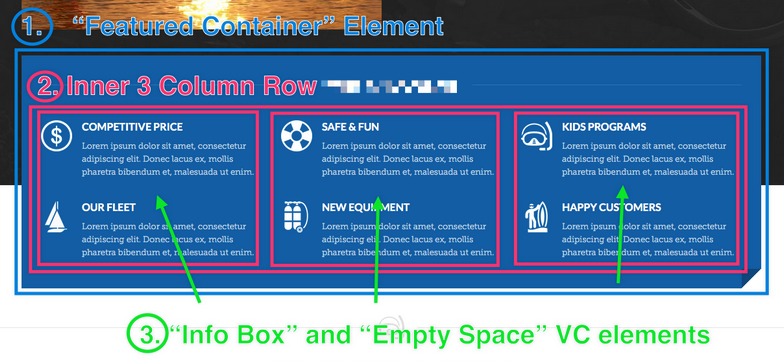 1. “Featured Container” Element
2. Inner 3 Column Row
COMPETITIVE PRICE
Lorem ipsum dolor sit amet, consectetur
adipiscing elit. Donec lacus ex, mollis
pharetra bibendum et, malesuada ut enim.
SAFE & FUN
Lorem ipsum dolor sit amet, consectetur
adipiscing elit. Donec lacus ex, mollis
pharetra bibendum et, malesuada ut enim.
KIDS PROGRAMS
Lorem ipsum dolor sit amet, consectetur
adipiscing elit. Donec lacus ex, mollis
pharetra bibendum et, malesuada ut enim.
OUR FLEET
Lorem ipsum dolor sit amet, consectetur
adipiscing elit. Donec lacus ex, mollis
pharetra bibendum et, malesuada ut enim.
NEW EQUIPMENT
Lorem ipsum dolor sit amet, consectetur
adipiscing elit. Donec lacus ex, mollis
pharetra bibendum et, malesuada ut enim.
HAPPY CUSTOMERS
Lorem ipsum dolor sit amet, consectetur
adipiscing elit. Donec lacus ex, mollis
pharetra bibendum et, malesuada ut enim.
3. “Info Box” and “Empty Space” VC elements